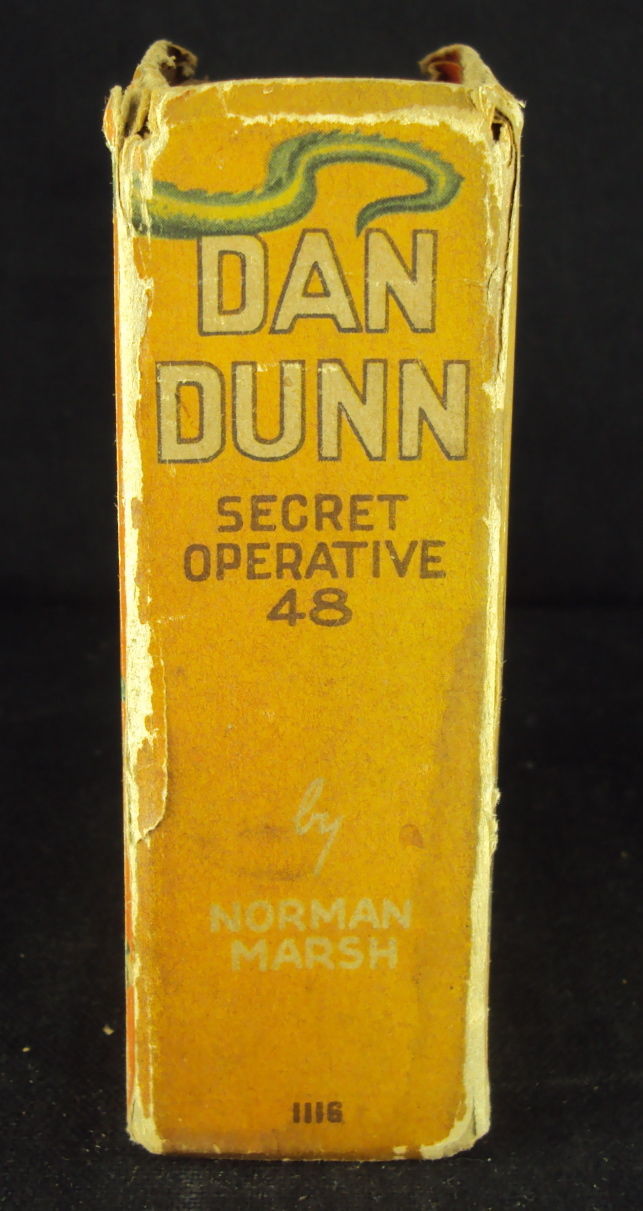 DAN
DUNN
SECRET
OPERATIVE
48
by
NORMAN
MARSH
1116